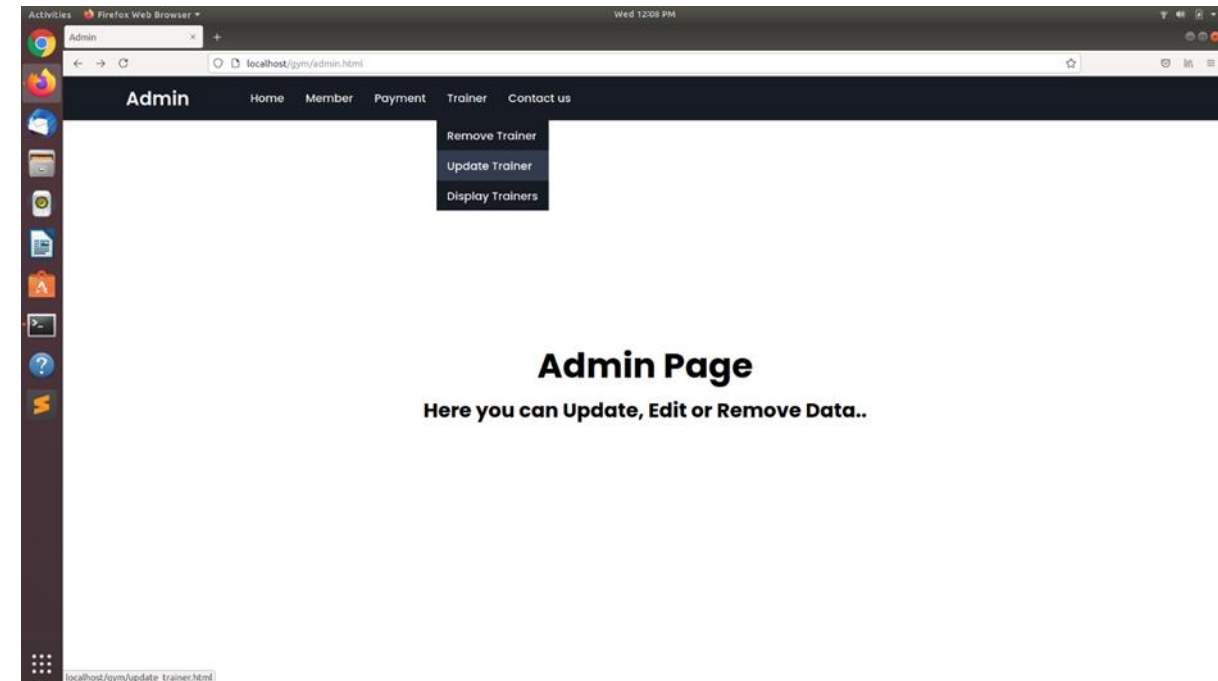 Activities Firefox Web Browser Wed 12:08 PM
Admin
localhost/gym/admin.html
Admin Home Member Payment Trainer Contact us
Remove Trainer
Update Trainer
Display Trainers
Admin Page
Here you can Update, Edit or Remove Data..
localhost/gym/update_trainer.html